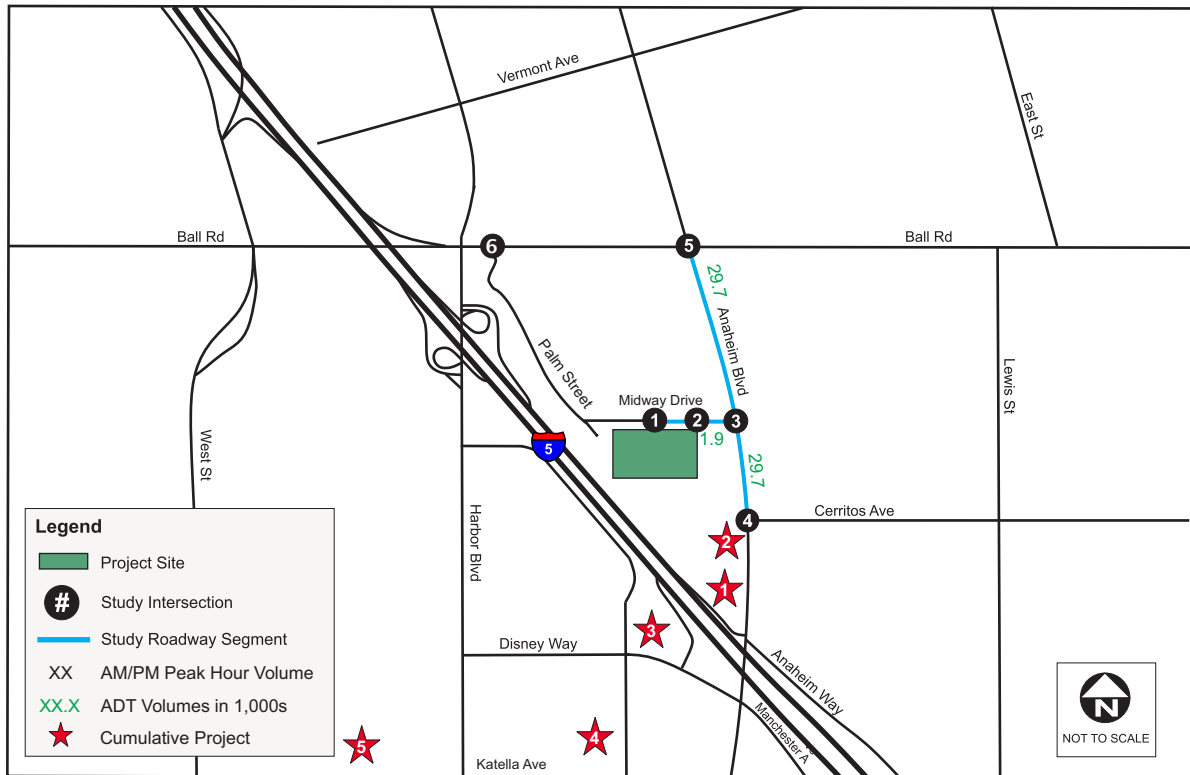 Vermont Ave
East St
Ball Rd
6
5
Ball Rd
29.7
Anaheim Blvd
Palm Street
Midway Drive
1
2
3
1.9
Lewis St
5
29.7
West St
Harbor Blvd
4
Cerritos Ave
2
1
3
Disney Way
Anaheim Way
Manchester A
4
5
Katella Ave
Legend
Project Site
# Study Intersection
Study Roadway Segment
XX AM/PM Peak Hour Volume
XX.X ADT Volumes in 1,000s
Cumulative Project
N
NOT TO SCALE